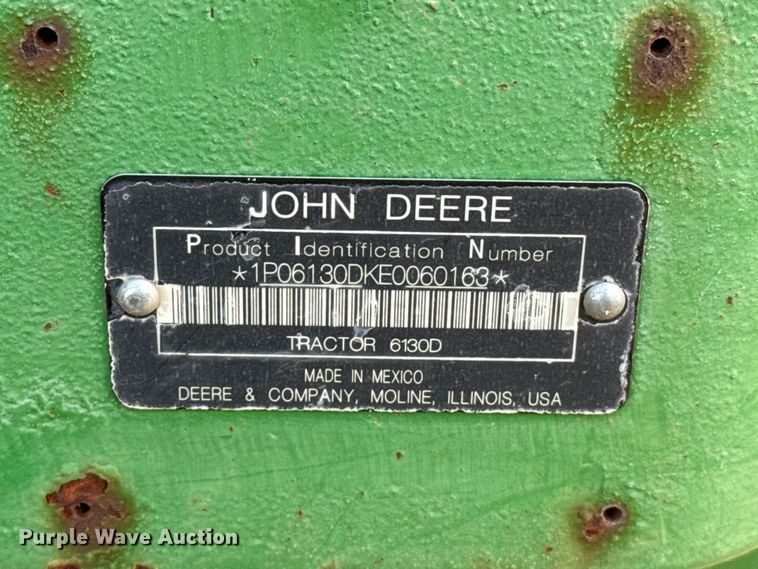 JOHN DEERE
Product Identification Number
*1P06130DKE0060163*
TRACTOR 6130D
MADE IN MEXICO
DEERE & COMPANY, MOLINE, ILLINOIS, USA
Purple Wave Auction